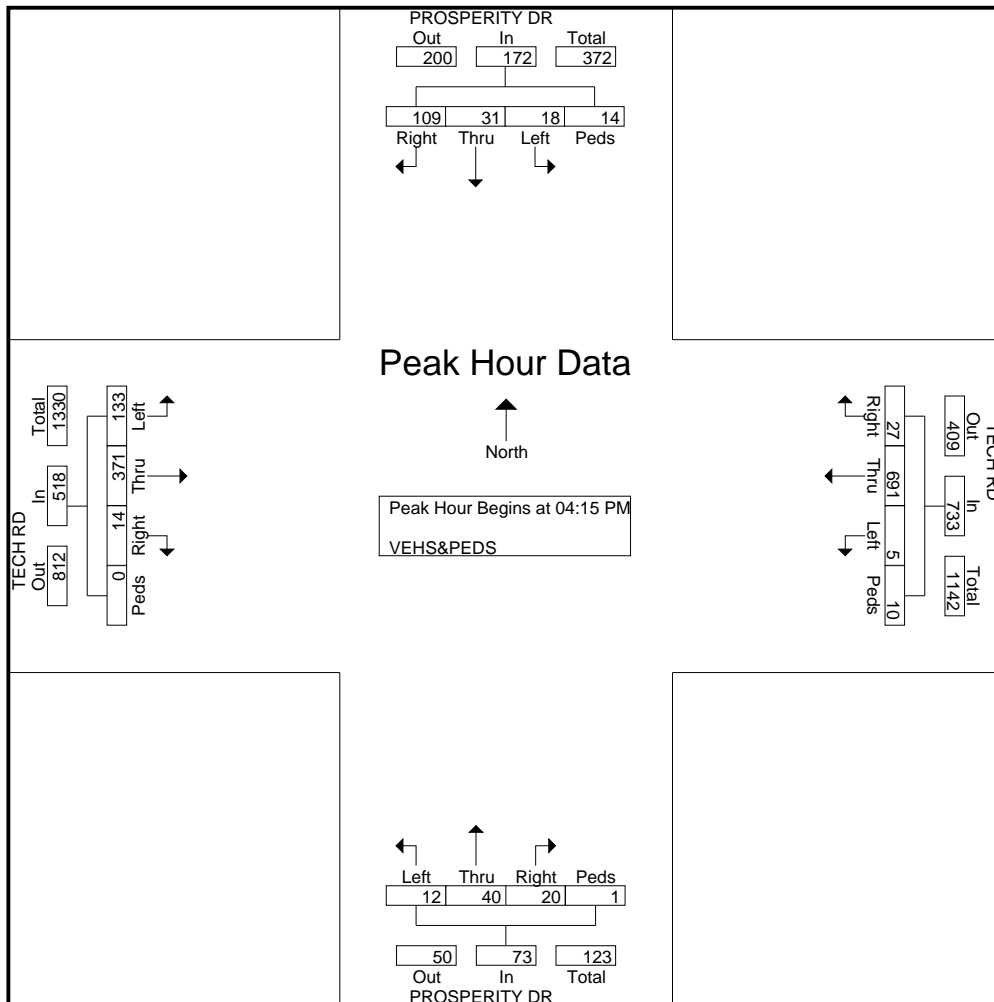 PROSPERITY DR
Out In Total
200 172 372
109 31 18 14
Right Thru Left Peds
Peak Hour Data
North
Peak Hour Begins at 04:15 PM
VEHS&PEDS
TECH RD
Total In Out
1330 518 812
133 371 14 0
Left Thru Right Peds
TECH RD
Out In Total
409 733 1142
27 691 5 10
Right Thru Left Peds
Left Thru Right Peds
12 40 20 1
50 73 123
Out In Total
PROSPERITY DR